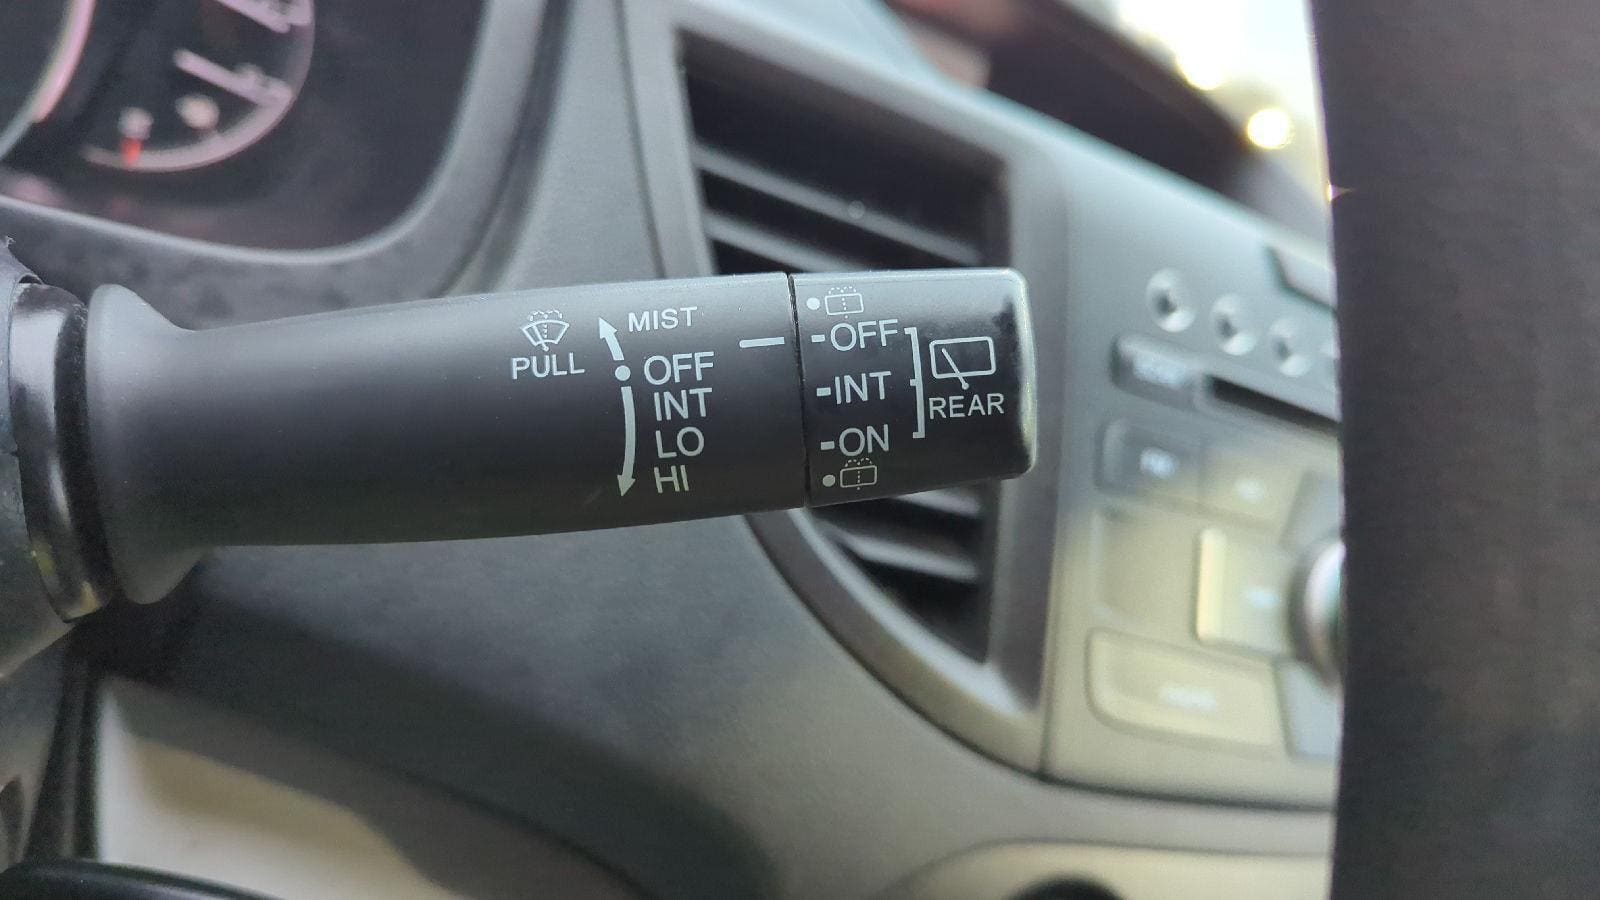 PULL
MIST
OFF
INT
LO
HI
-OFF
-INT
-ON
REAR